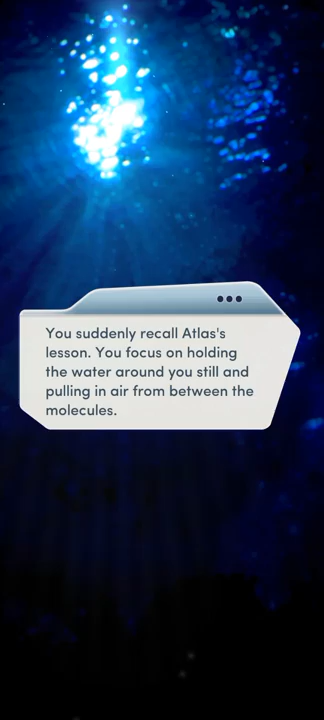 You suddenly recall Atlas's
lesson. You focus on holding
the water around you still and
pulling in air from between the
molecules.